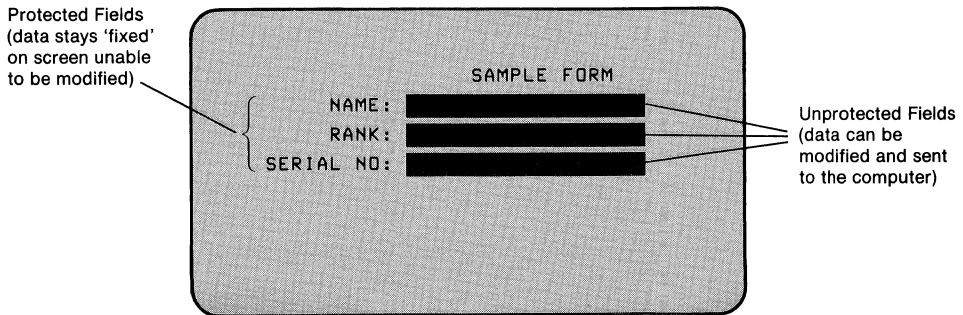 Protected Fields
(data stays ‘fixed’
on screen unable
to be modified)
SAMPLE FORM
NAME:
RANK:
SERIAL NO:
Unprotected Fields
(data can be
modified and sent
to the computer)